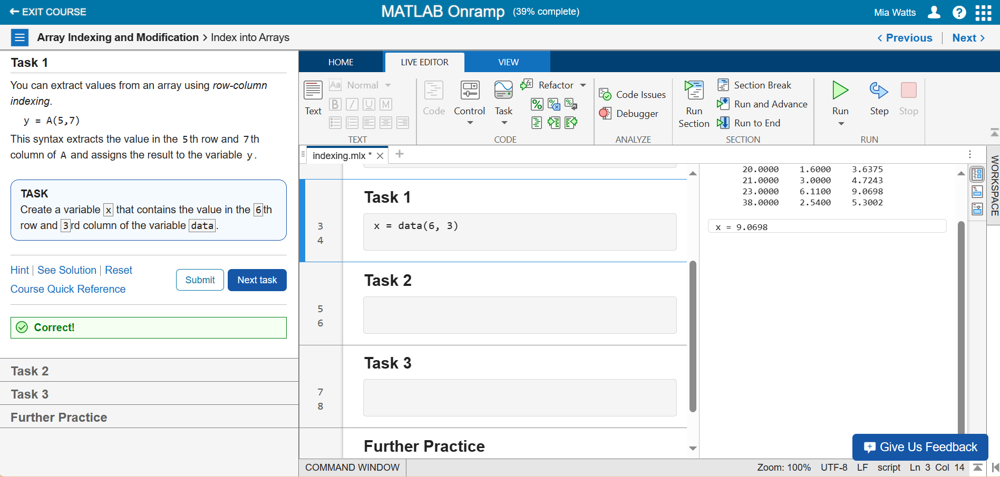 EXIT COURSE
MATLAB Onramp (39% complete)
Mia Watts
Array Indexing and Modification > Index into Arrays
Previous
Next
Task 1
You can extract values from an array using row-column
indexing.
y = A(5,7)
This syntax extracts the value in the 5th row and 7th
column of A and assigns the result to the variable y.
TASK
Create a variable x that contains the value in the 6th
row and 3rd column of the variable data.
Hint
See Solution
Reset
Course Quick Reference
Submit
Next task
Correct!
Task 2
Task 3
Further Practice
HOME
LIVE EDITOR
VIEW
Text
Aa Normal
B I U M
TEXT
Code
Control
Task
Refactor
CODE
Code Issues
Debugger
ANALYZE
Run
Section
Section Break
Run and Advance
Run to End
SECTION
Run
Step
Stop
RUN
indexing.mlx *
WORKSPACE
Task 1
3
x = data(6, 3)
4
Task 2
5
6
Task 3
7
8
Further Practice
20.0000 1.6000 3.6375
21.0000 3.0000 4.7243
23.0000 6.1100 9.0698
38.0000 2.5400 5.3002
x = 9.0698
Give Us Feedback
COMMAND WINDOW
Zoom: 100% UTF-8 LF script Ln 3 Col 14